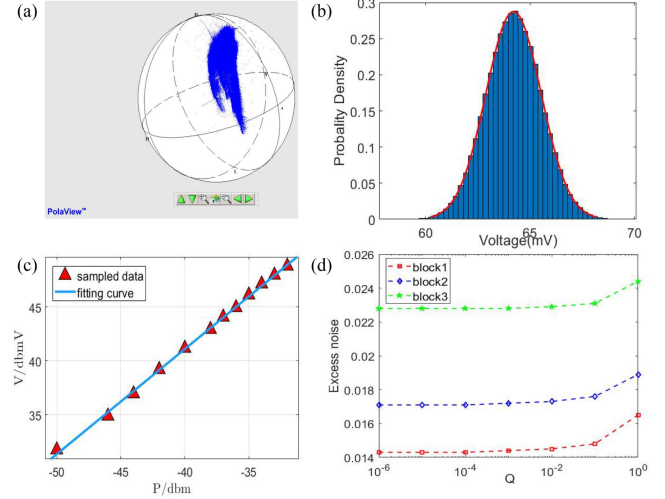 (a)
PolaView™
(b)
Probality Density
0.3
0.25
0.2
0.15
0.1
0.05
0
60
65
70
Voltage(mV)
(c)
sampled data
fitting curve
V/dbmV
45
40
35
-50
-45
-40
-35
P/dbm
(d)
block1
block2
block3
Excess noise
0.026
0.024
0.022
0.02
0.018
0.016
0.014
10^-6
10^-4
10^-2
10^0
Q